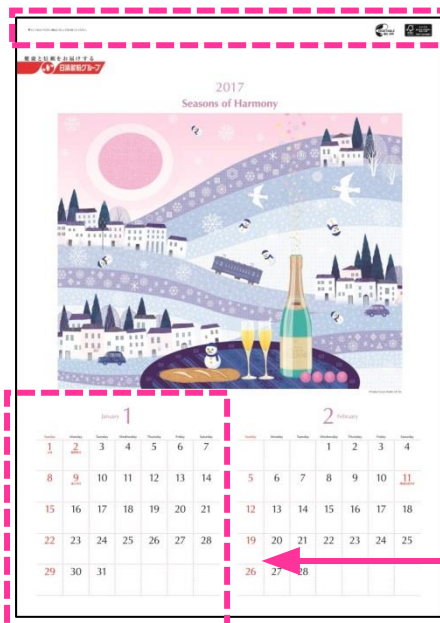 健康と信頼をお届けする
日清製粉グループ
2017
Seasons of Harmony
January 1
Sunday Monday Tuesday Wednesday Thursday Friday Saturday
1 2 3 4 5 6 7
8 9 10 11 12 13 14
15 16 17 18 19 20 21
22 23 24 25 26 27 28
29 30 31
2 February
Sunday Monday Tuesday Wednesday Thursday Friday Saturday
1 2 3 4
5 6 7 8 9 10 11
12 13 14 15 16 17 18
19 20 21 22 23 24 25
26 27 28